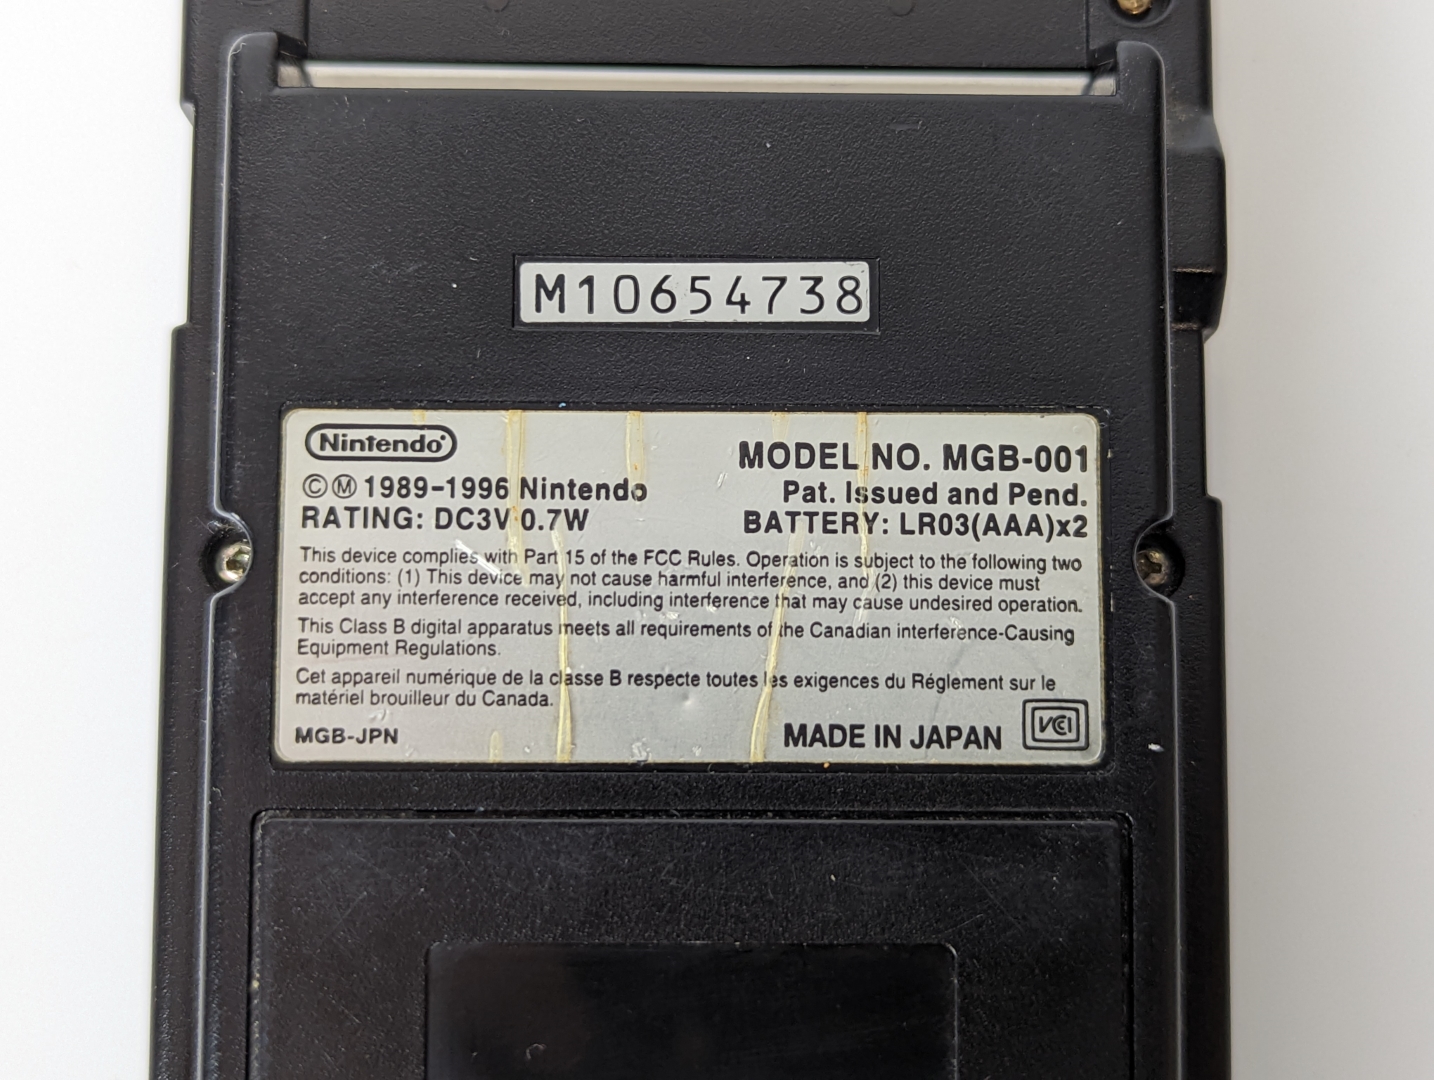 M10654738
Nintendo®
MODEL NO. MGB-001
©Ⓜ 1989-1996 Nintendo
Pat. Issued and Pend.
RATING: DC3V 0.7W
BATTERY: LR03(AAA)x2
This device complies with Part 15 of the FCC Rules. Operation is subject to the following two
conditions: (1) This device may not cause harmful interference, and (2) this device must
accept any interference received, including interference that may cause undesired operation.
This Class B digital apparatus meets all requirements of the Canadian interference-Causing
Equipment Regulations.
Cet appareil numérique de la classe B respecte toutes les exigences du Réglement sur le
matériel brouilleur du Canada.
MGB-JPN
MADE IN JAPAN
VCI